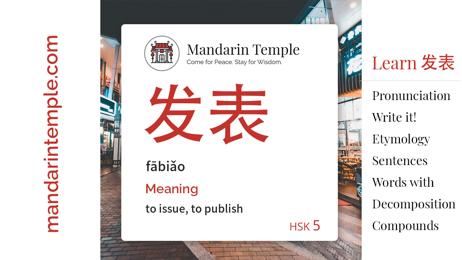 mandarintemple.com
Mandarin Temple
Come for Peace. Stay for Wisdom.
发表
fābiǎo
Meaning
to issue, to publish
HSK 5
Learn 发表
Pronunciation
Write it!
Etymology
Sentences
Words with
Decomposition
Compounds